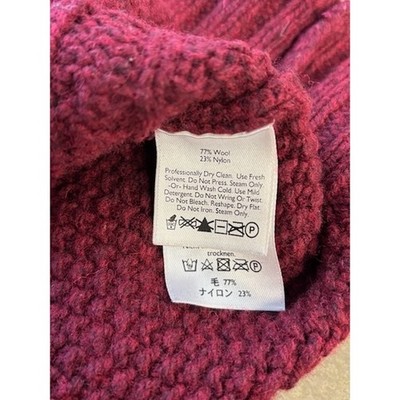 77% Wool
23% Nylon
Professionally Dry Clean. Use Fresh
Solvent. Do Not Press. Steam Only
-Or- Hand Wash Cold. Use Mild
Detergent. Do Not Wring Or Twist.
Do Not Bleach. Reshape. Dry Flat.
Do Not Iron. Steam Only.
P
trocknen.
P
毛 77%
ナイロン 23%